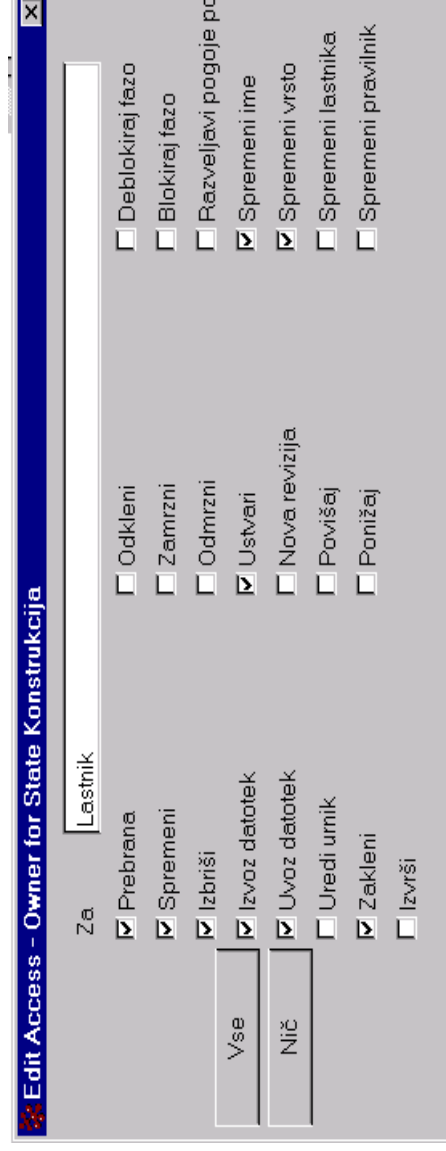 Edit Access - Owner for State Konstrukcija
Za Lastnik
Prebrana Odkleni Deblokiraj fazo
Spremeni Zamrzni Blokiraj fazo
Izbriši Odmrzni Razveljavi pogoje po
Izvoz datotek Ustvari Spremeni ime
Uvoz datotek Nova revizija Spremeni vrsto
Uredi urnik Povišaj Spremeni lastnika
Zakleni Ponižaj Spremeni pravilnik
Izvrši
Vse
Nič